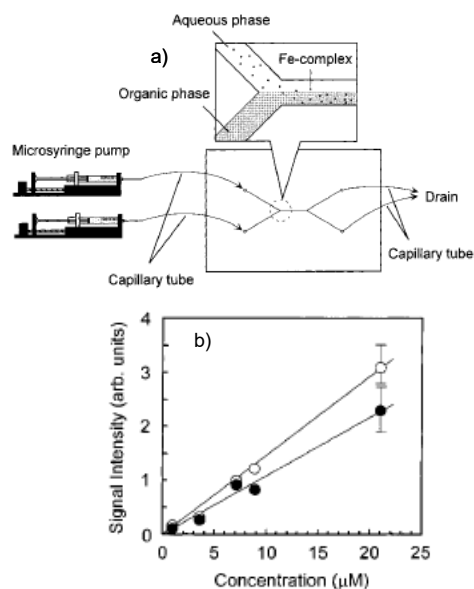 Aqueous phase
a)
Fe-complex
Organic phase
Microsyringe pump
Drain
Capillary tube
Capillary tube
b)
Signal Intensity (arb. units)
4
3
2
1
0
0 5 10 15 20 25
Concentration (μM)